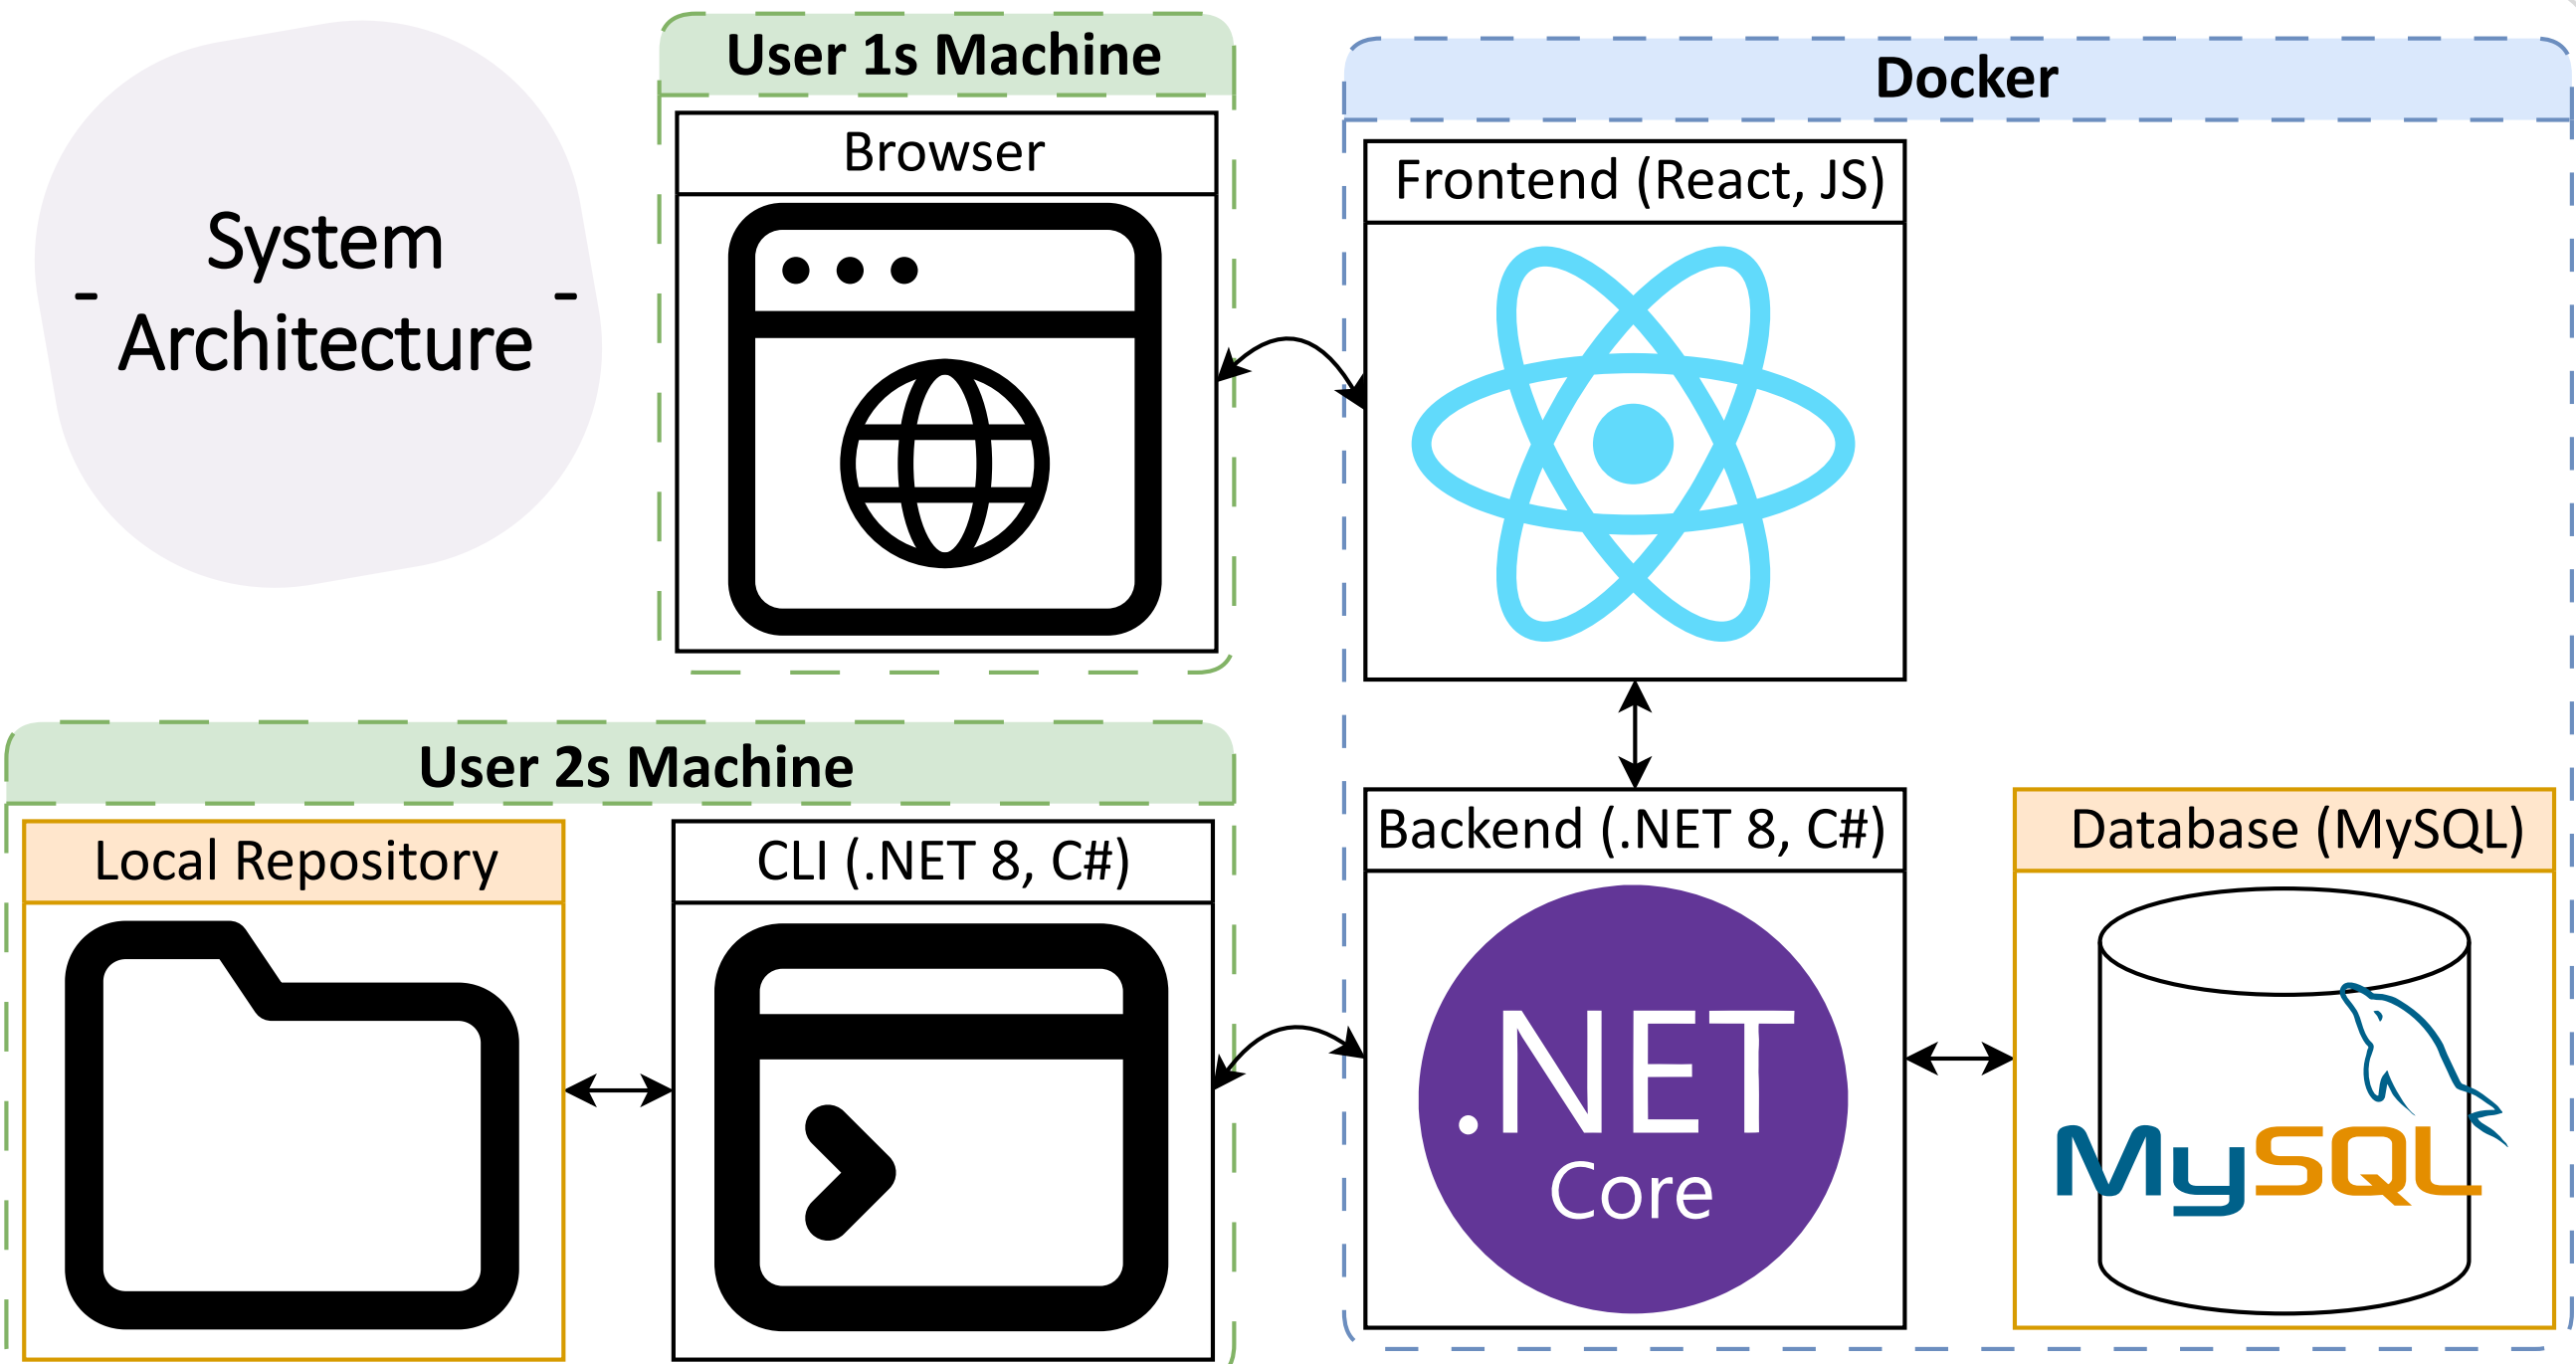 - System
Architecture -
User 1s Machine
Browser
Docker
Frontend (React, JS)
User 2s Machine
Local Repository
CLI (.NET 8, C#)
Backend (.NET 8, C#)
.NET
Core
Database (MySQL)
MySQL